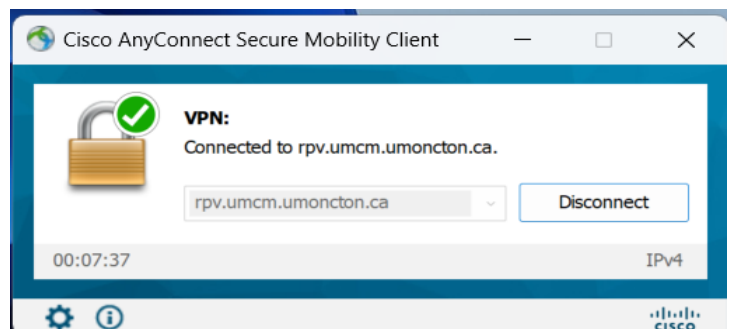 Cisco AnyConnect Secure Mobility Client
VPN:
Connected to rpv.umcm.umoncton.ca.
rpv.umcm.umoncton.ca
Disconnect
00:07:37
IPv4
CISCO